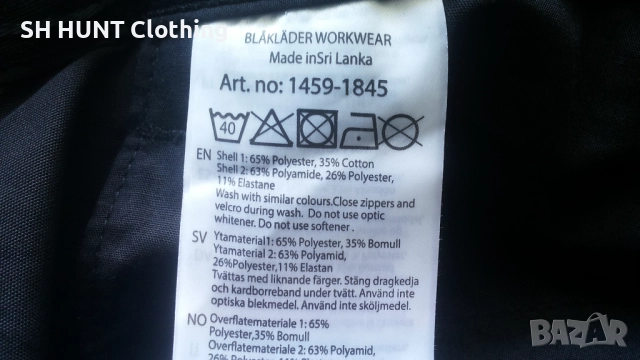 SH HUNT Clothing
BLÅKLÄDER WORKWEAR
Made inSri Lanka
Art. no: 1459-1845
40
EN Shell 1: 65% Polyester, 35% Cotton
Shell 2: 63% Polyamide, 26% Polyester,
11% Elastane
Wash with similar colours.Close zippers and
velcro during wash. Do not use optic
whitener. Do not use softener .
SV Ytamaterial1: 65% Polyester, 35% Bomull
Ytamaterial 2: 63% Polyamid,
26%Polyester,11% Elastan
Tvättas med liknande färger. Stäng dragkedja
och kardborreband under tvätt. Använd inte
optiska blekmedel. Använd inte sköljmedel.
NO Overflatemateriale 1: 65%
Polyester,35% Bomull
Overflatemateriale 2: 63% Polyamid,
BAZAR